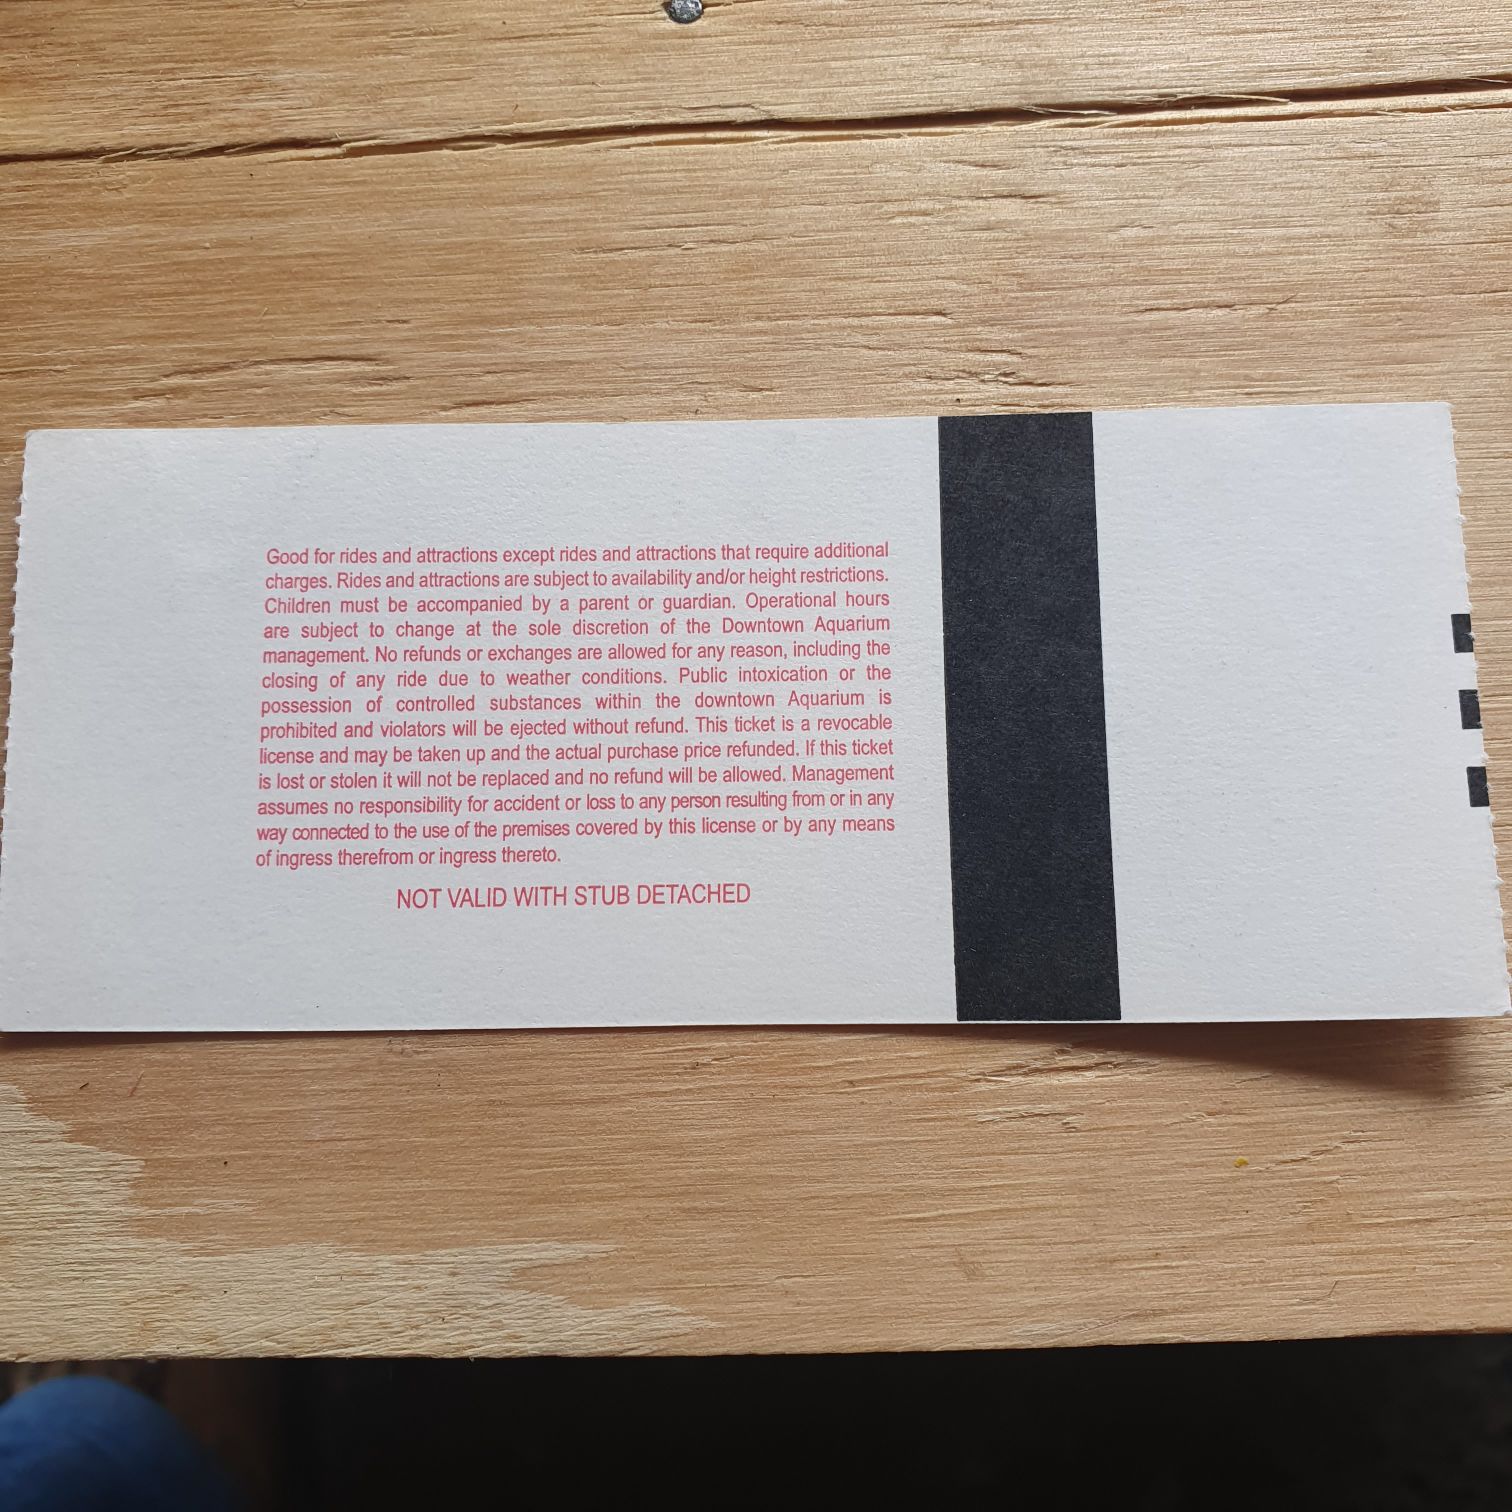 Good for rides and attractions except rides and attractions that require additional
charges. Rides and attractions are subject to availability and/or height restrictions.
Children must be accompanied by a parent or guardian. Operational hours
are subject to change at the sole discretion of the Downtown Aquarium
management. No refunds or exchanges are allowed for any reason, including the
closing of any ride due to weather conditions. Public intoxication or the
possession of controlled substances within the downtown Aquarium is
prohibited and violators will be ejected without refund. This ticket is a revocable
license and may be taken up and the actual purchase price refunded. If this ticket
is lost or stolen it will not be replaced and no refund will be allowed. Management
assumes no responsibility for accident or loss to any person resulting from or in any
way connected to the use of the premises covered by this license or by any means
of ingress therefrom or ingress thereto.
NOT VALID WITH STUB DETACHED